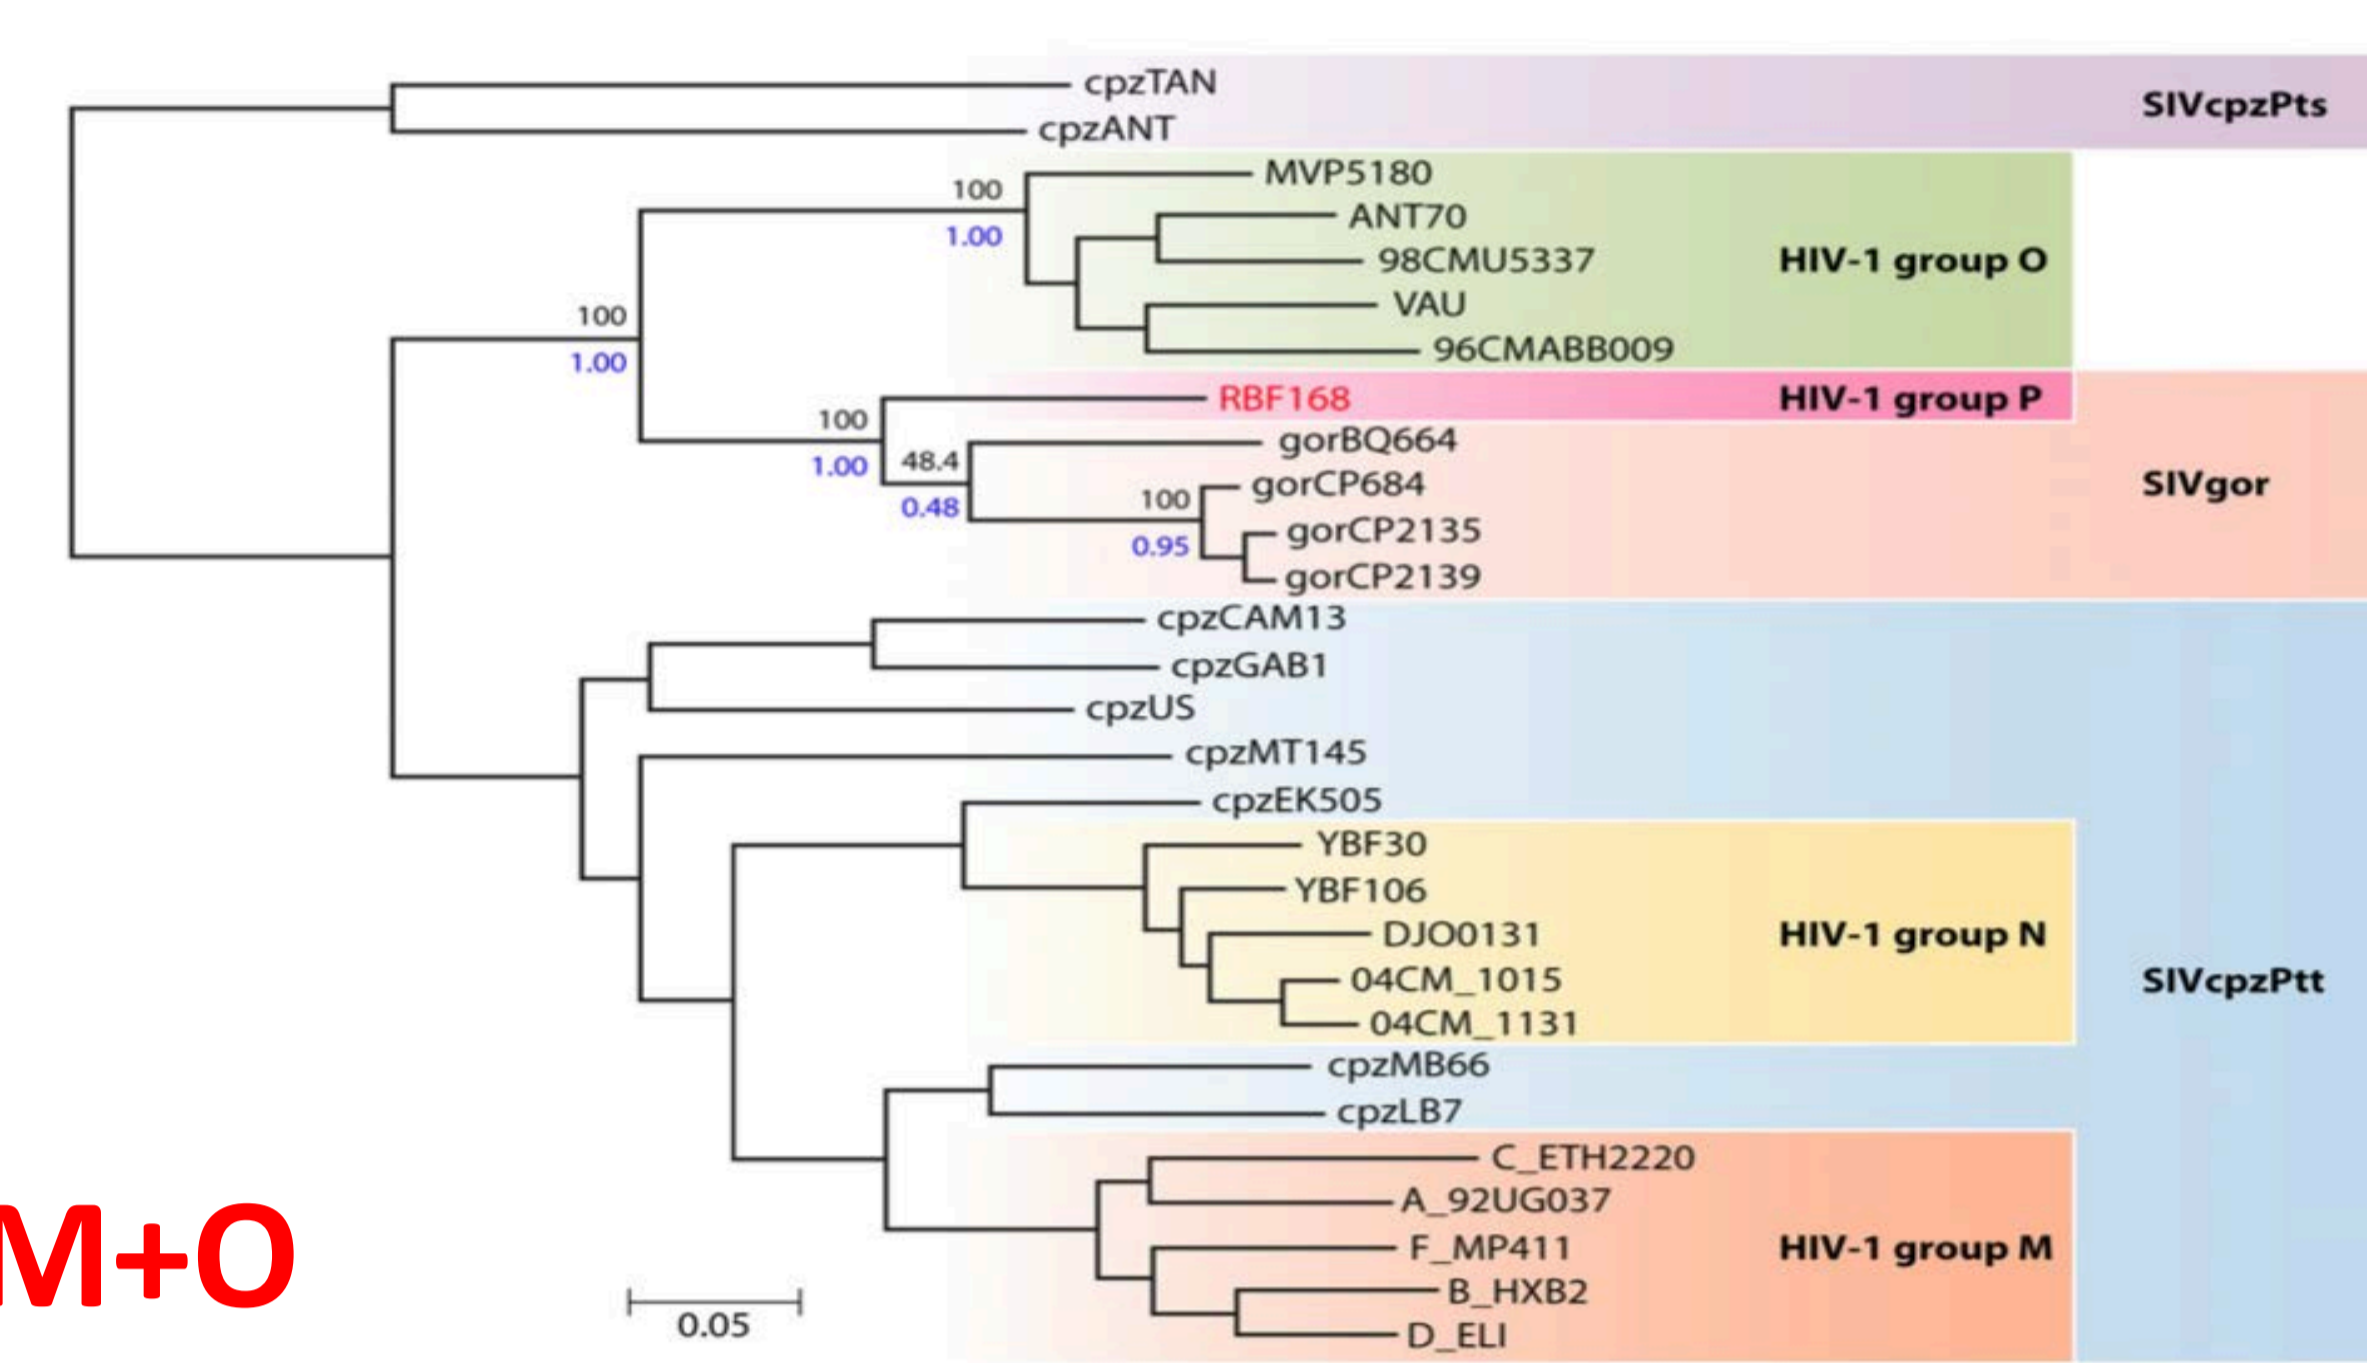 cpzTAN
SIVcpzPts
cpzANT
MVP5180
100
1.00
ANT70
98CMU5337
HIV-1 group O
VAU
100
1.00
96CMABB009
RBF168
HIV-1 group P
100
1.00
gorBQ664
48.4
0.48
gorCP684
SIVgor
100
0.95
gorCP2135
gorCP2139
cpzCAM13
cpzGAB1
cpzUS
cpzMT145
cpzEK505
YBF30
YBF106
DJO0131
HIV-1 group N
04CM_1015
SIVcpzPtt
04CM_1131
cpzMB66
cpzLB7
C_ETH2220
A_92UG037
F_MP411
HIV-1 group M
B_HXB2
D_ELI
M+O
0.05